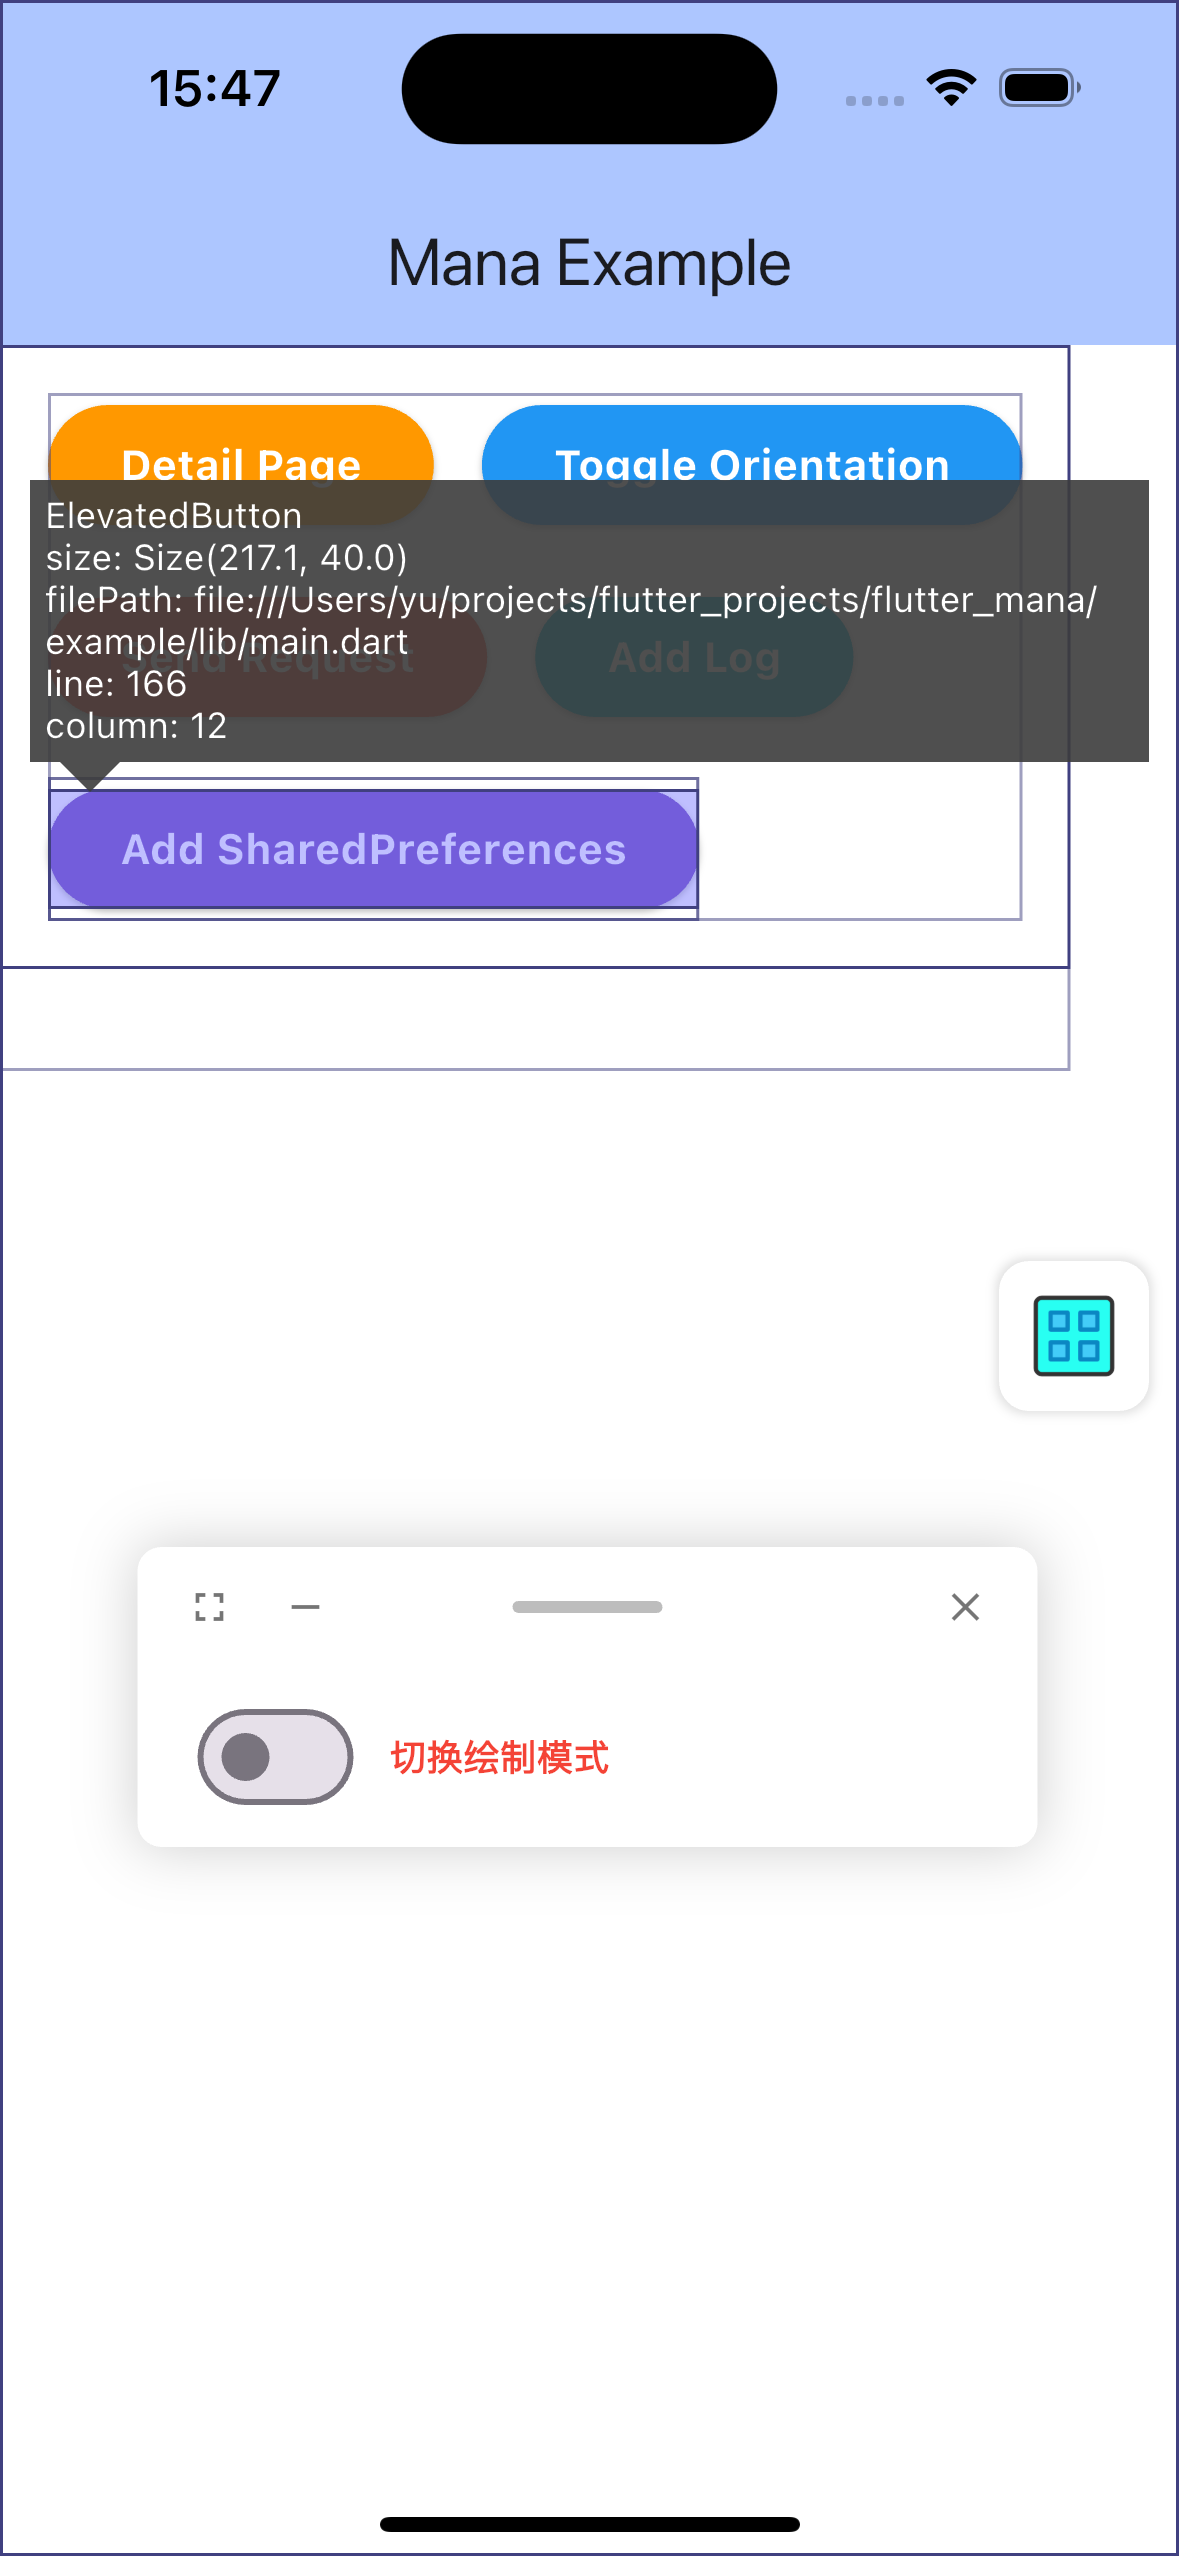 15:47
Mana Example
Detail Page
Toggle Orientation
ElevatedButton
size: Size(217.1, 40.0)
filePath: file:///Users/yu/projects/flutter_projects/flutter_mana/
example/lib/main.dart
Send Request
Add Log
line: 166
column: 12
Add SharedPreferences
切换绘制模式